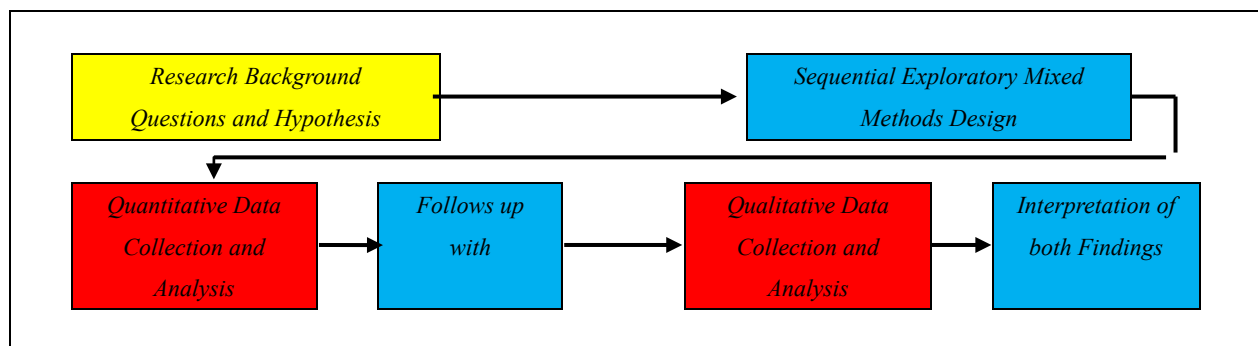 Research Background
Questions and Hypothesis
Sequential Exploratory Mixed
Methods Design
Quantitative Data
Collection and
Analysis
Follows up
with
Qualitative Data
Collection and
Analysis
Interpretation of
both Findings